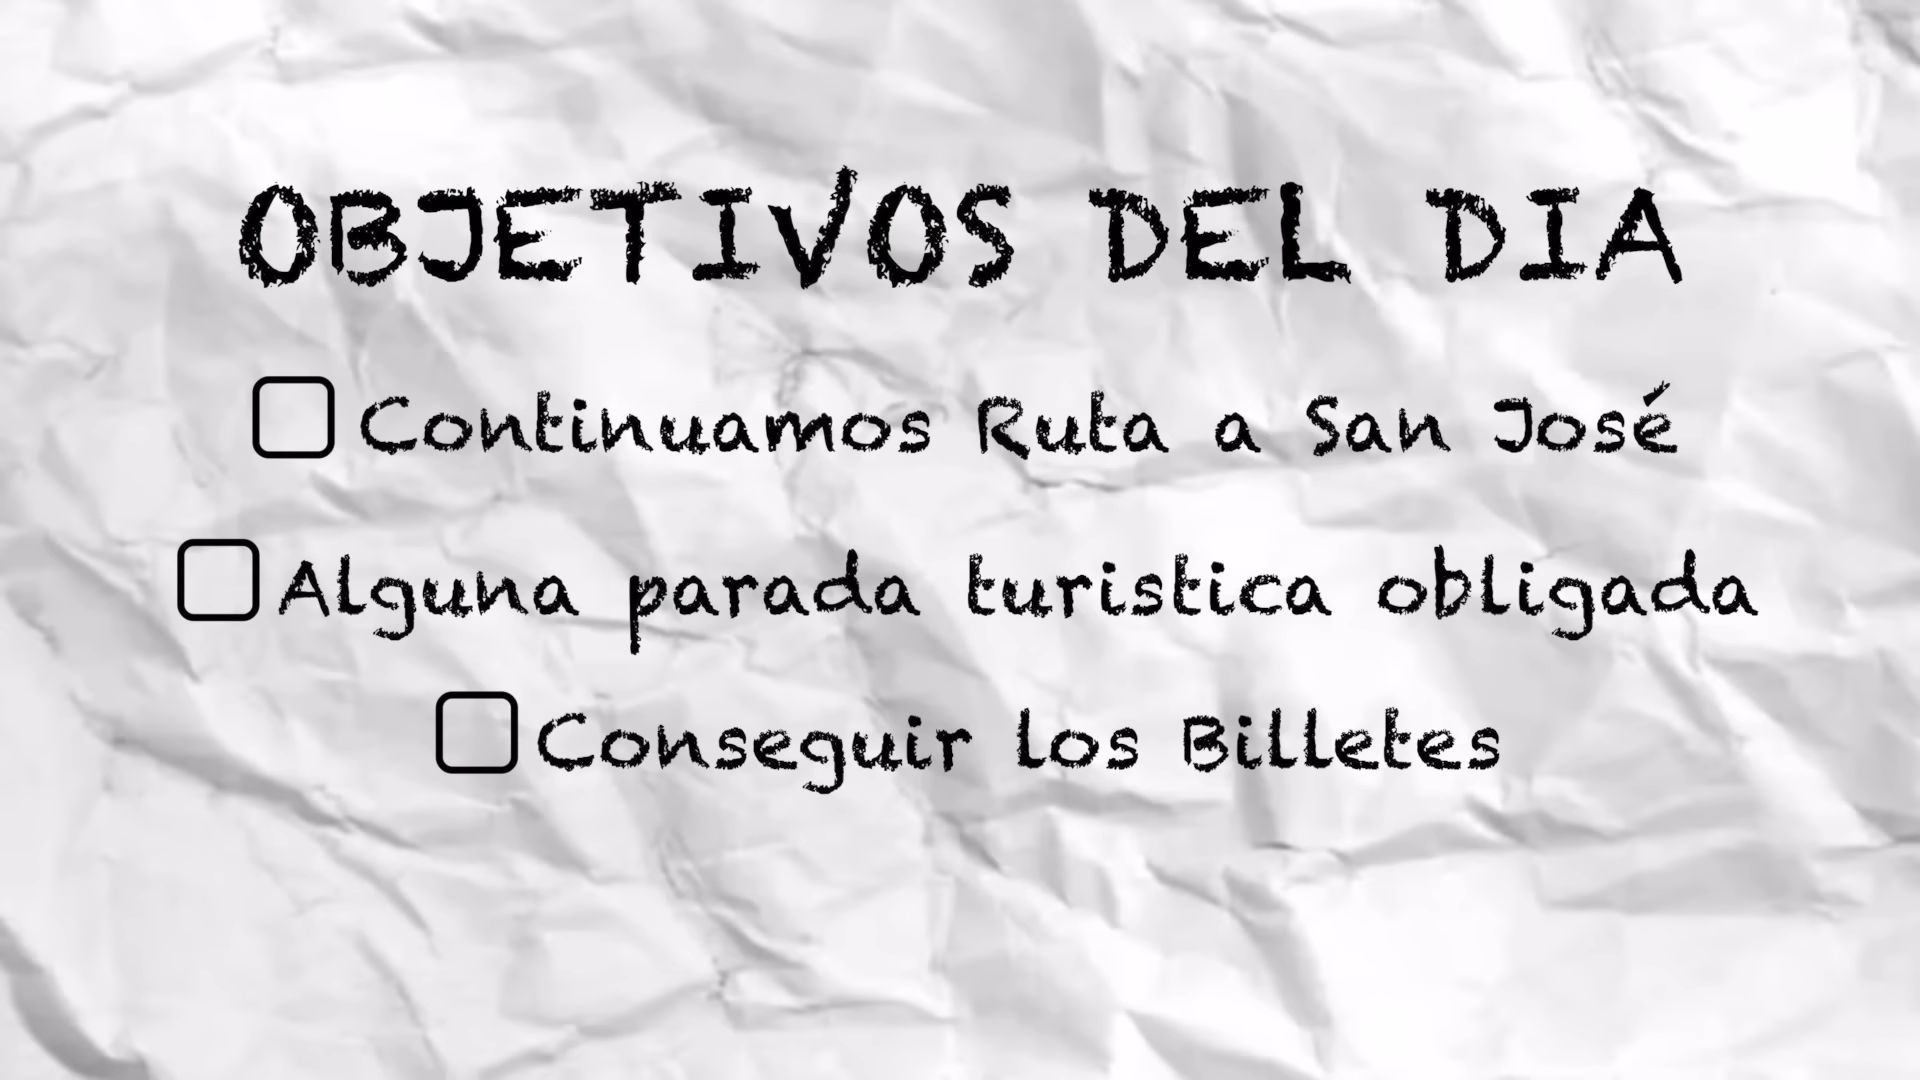 OBJETIVOS DEL DIA
Continuamos Ruta a San José
Alguna parada turistica obligada
Conseguir los Billetes